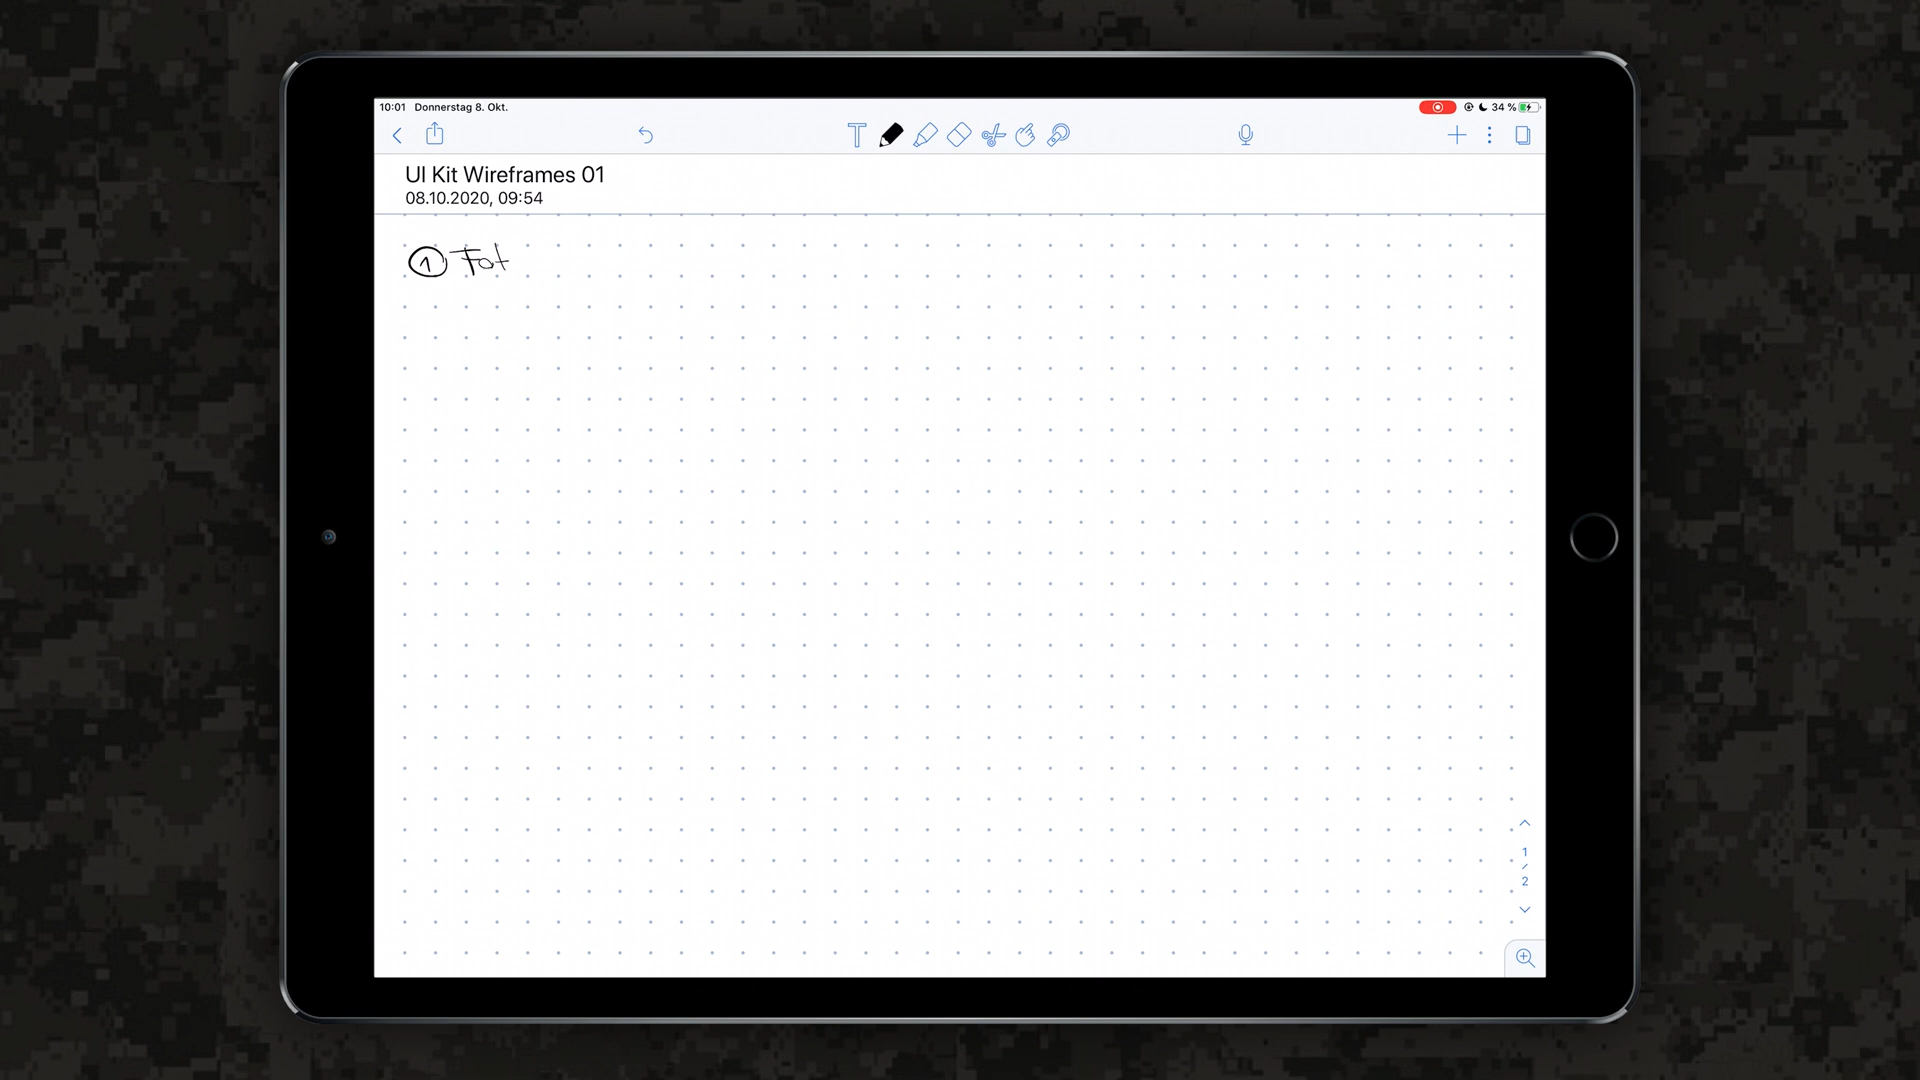 10:01 Donnerstag 8. Okt. 34 %
T
UI Kit Wireframes 01
08.10.2020, 09:54
① Fot
1
/
2